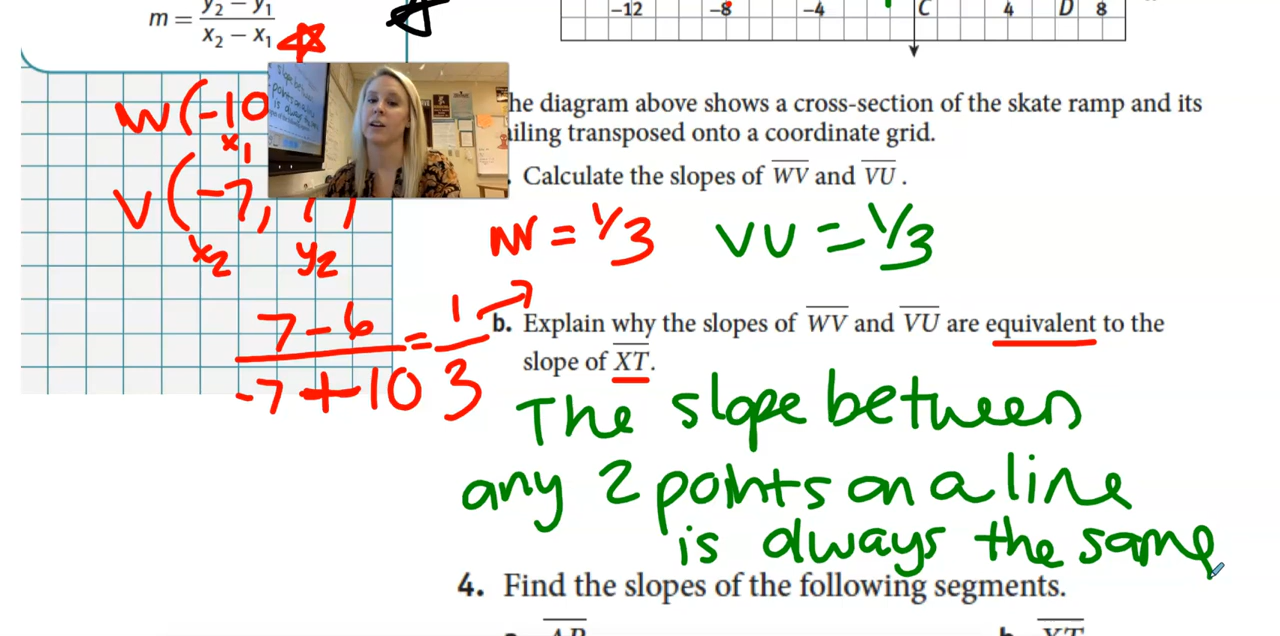 m = y₂ − y₁ / x₂ − x₁
−12 −8 −4 C 4 D 8
W(-10
x1
V(-7, 7)
x2 y2
7-6 / -7+10 = 1/3
he diagram above shows a cross-section of the skate ramp and its
iling transposed onto a coordinate grid.
Calculate the slopes of WV and VU.
= 1/3 VU = 1/3
b. Explain why the slopes of WV and VU are equivalent to the
slope of XT.
The slope between
any 2 points on a line
is always the same
4. Find the slopes of the following segments.